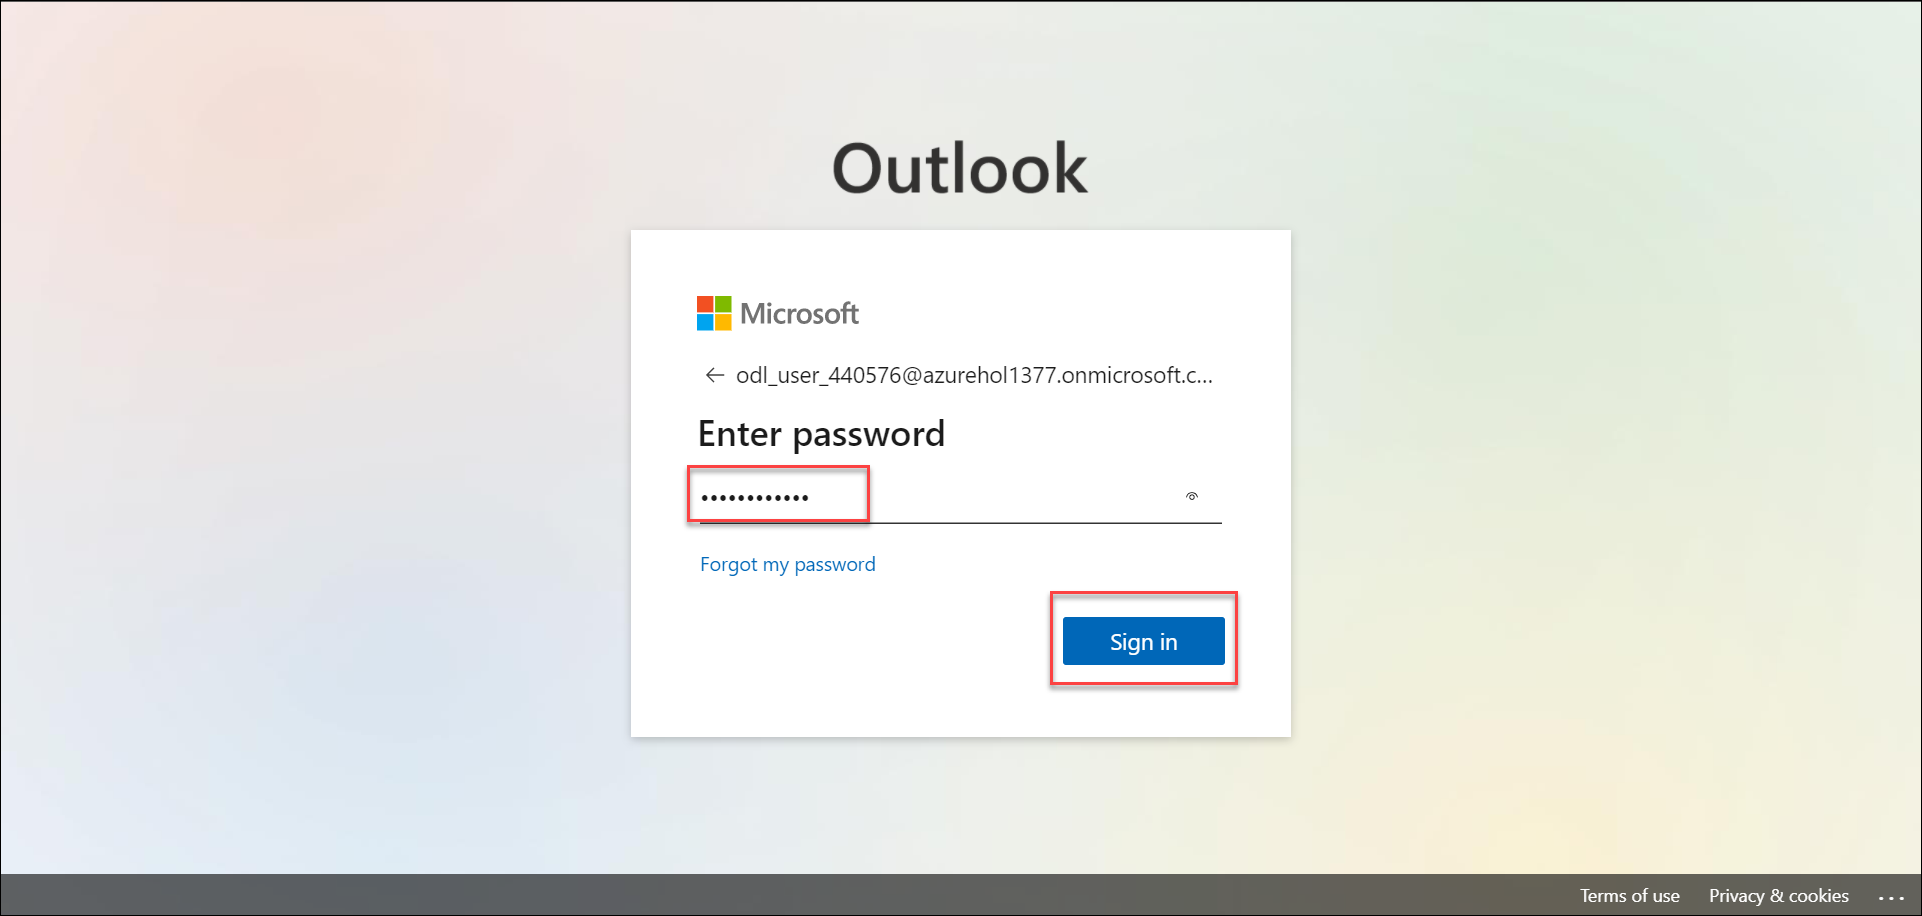 Outlook
Microsoft
← odl_user_440576@azurehol1377.onmicrosoft.c...
Enter password
••••••••••••
Forgot my password
Sign in
Terms of use Privacy & cookies ...